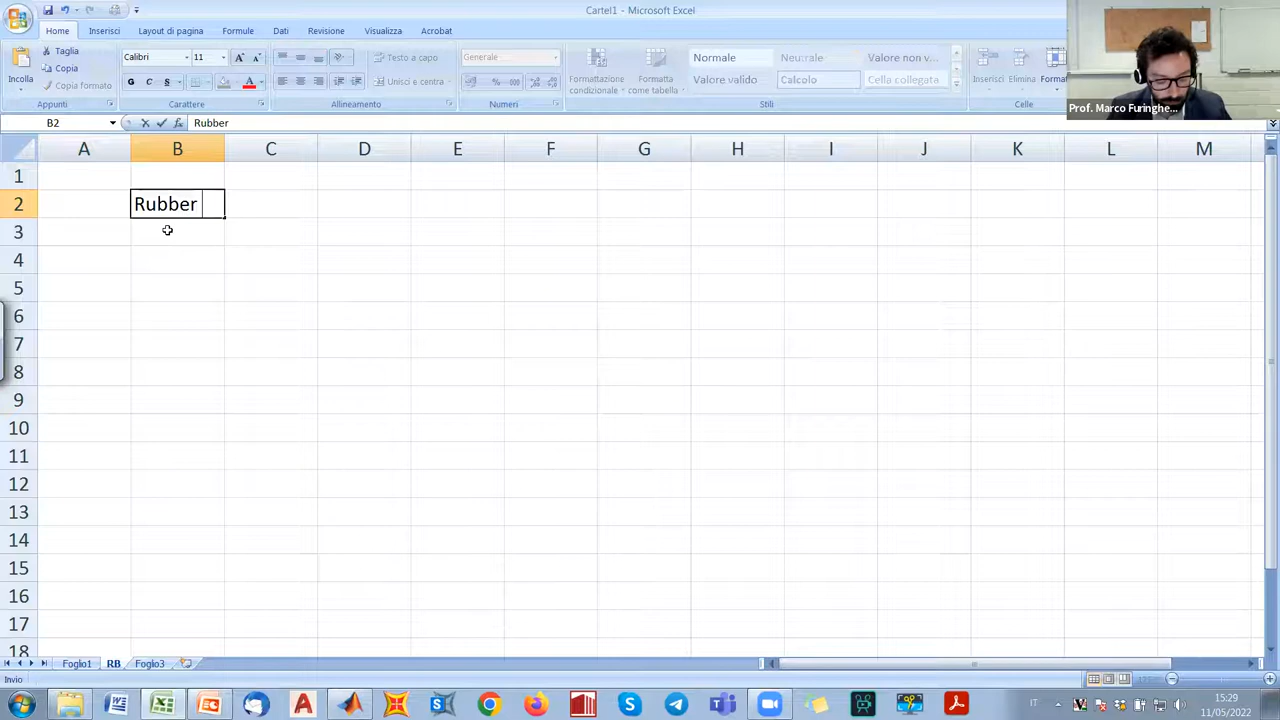 Cartel1 - Microsoft Excel
Home Inserisci Layout di pagina Formule Dati Revisione Visualizza Acrobat
Incolla
Taglia
Copia
Copia formato
Appunti
Calibri 11
G C S
Carattere
Testo a capo
Unisci e centra
Allineamento
Generale
% 000
Numeri
Formattazione condizionale
Formatta tabella
Normale Neutrale Valore non v...
Valore valido Calcolo Cella collegata
Stili
Inserisci Elimina Format
Celle
Prof. Marco Furinghe...
B2 fx Rubber
A B C D E F G H I J K L M
1
2 Rubber
3
4
5
6
7
8
9
10
11
12
13
14
15
16
17
18
Foglio1 RB Foglio3
Invio
IT
15:29
11/05/2022